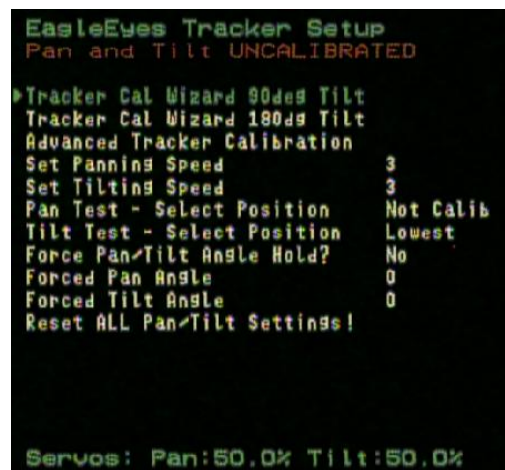 EagleEyes Tracker Setup
Pan and Tilt UNCALIBRATED
Tracker Cal Wizard 90deg Tilt
Tracker Cal Wizard 180dg Tilt
Advanced Tracker Calibration
Set Panning Speed 3
Set Tilting Speed 3
Pan Test - Select Position Not Calib
Tilt Test - Select Position Lowest
Force Pan/Tilt Angle Hold? No
Forced Pan Angle 0
Forced Tilt Angle 0
Reset ALL Pan/Tilt Settings!
Servos: Pan:50.0% Tilt:50.0%